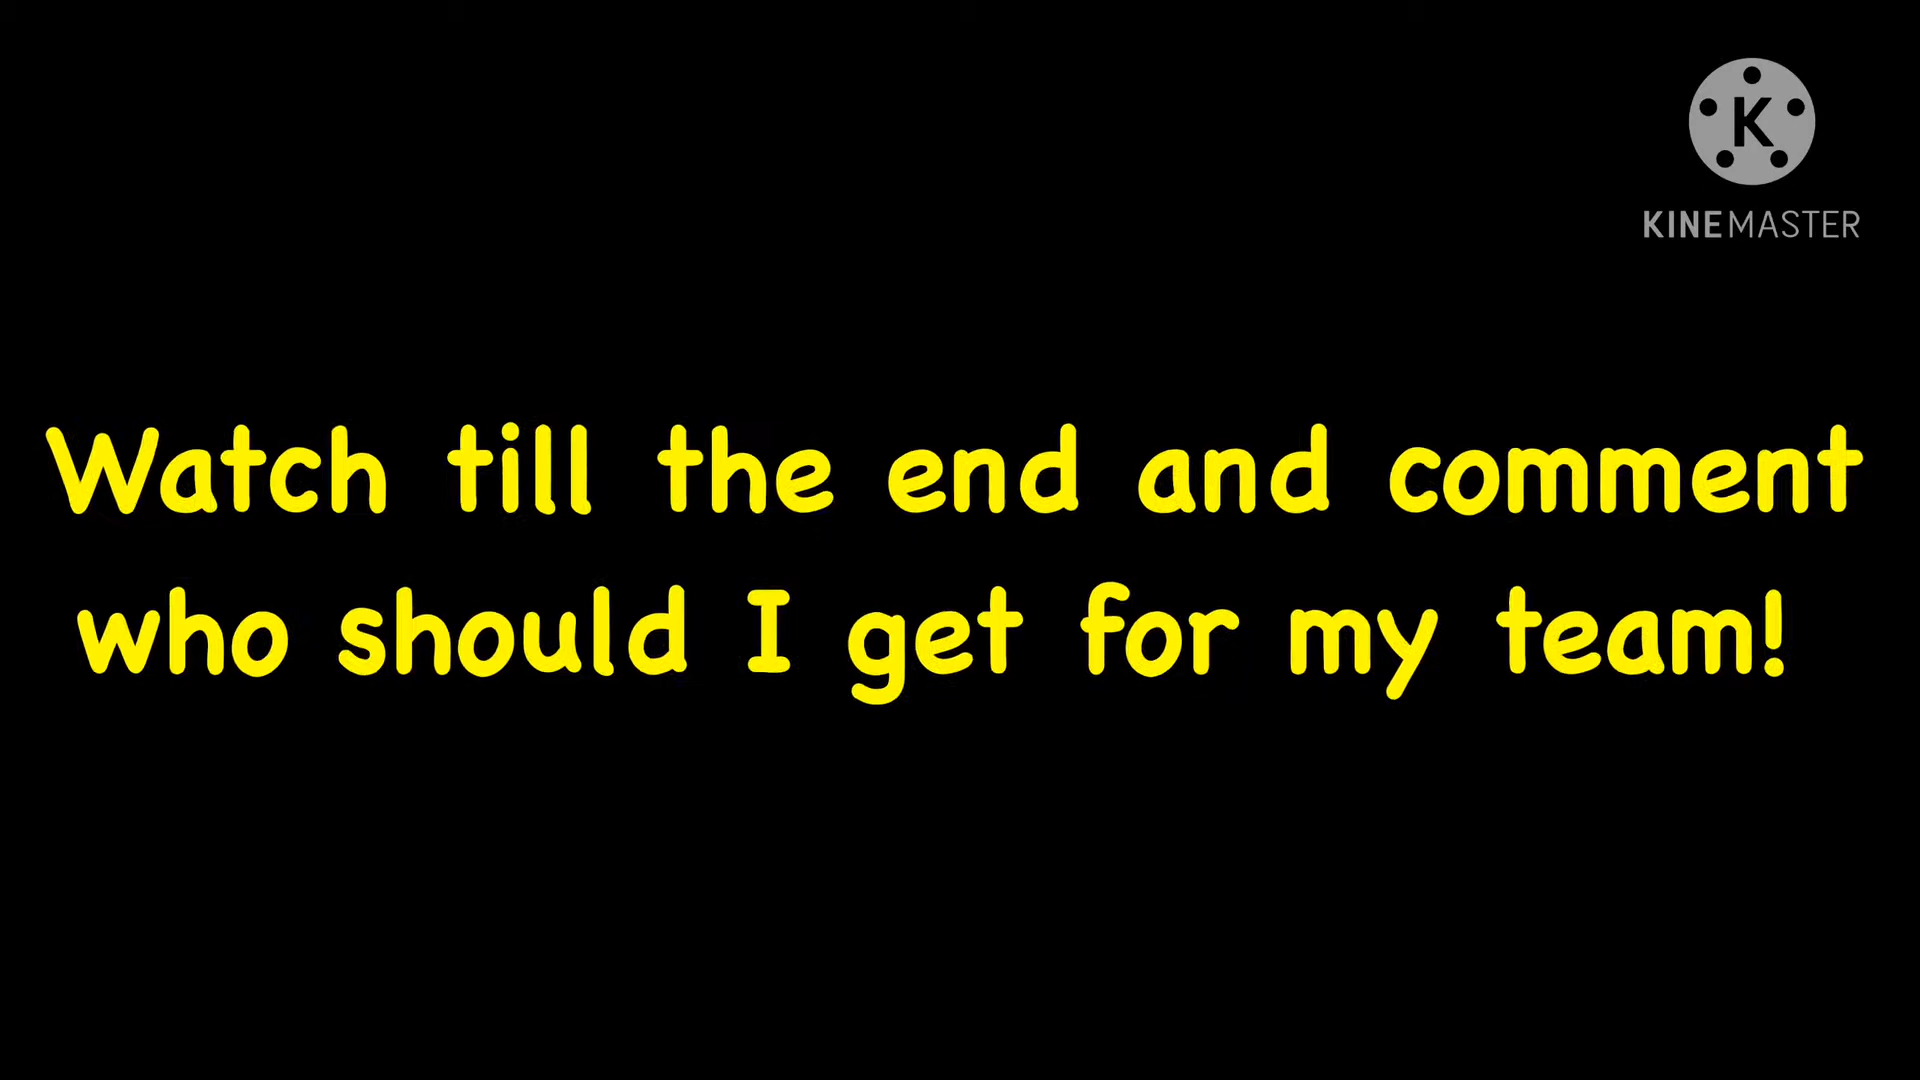 K
KINEMASTER
Watch till the end and comment
who should I get for my team!